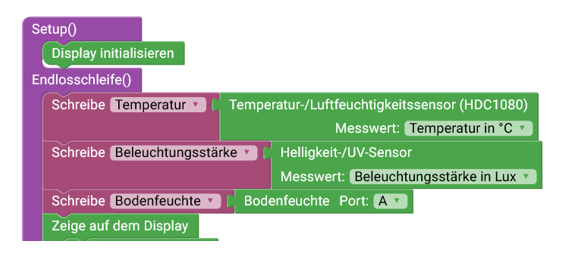 Setup()
Display initialisieren
Endlosschleife()
Schreibe Temperatur Temperatur-/Luftfeuchtigkeitssensor (HDC1080)
Messwert: Temperatur in °C
Schreibe Beleuchtungsstärke Helligkeit-/UV-Sensor
Messwert: Beleuchtungsstärke in Lux
Schreibe Bodenfeuchte Bodenfeuchte Port: A
Zeige auf dem Display